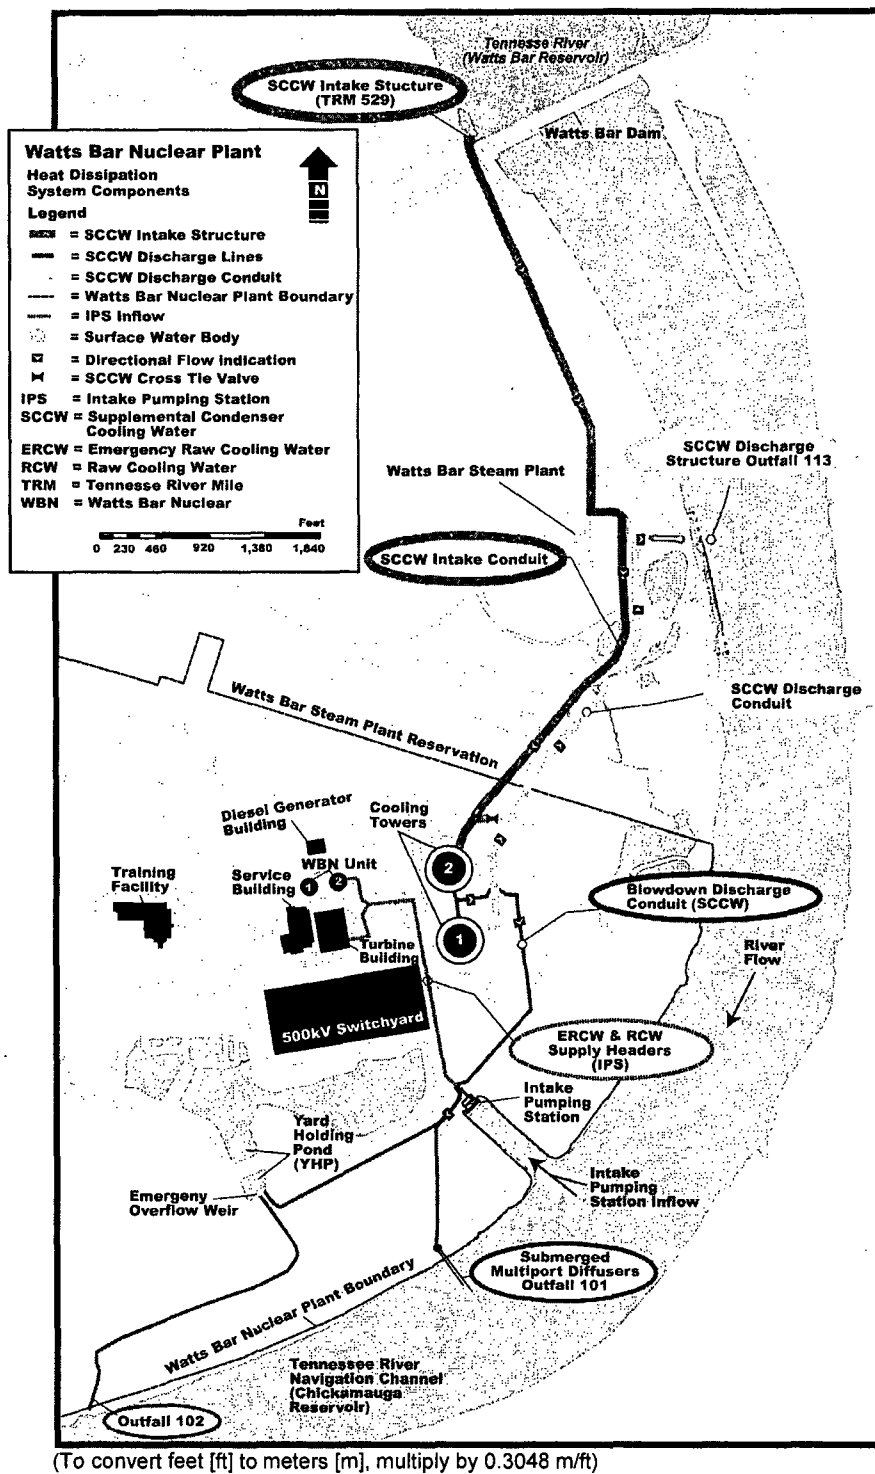 Tennesse River
(Watts Bar Reservoir)
SCCW Intake Stucture
(TRM 529)
Watts Bar Dam
Watts Bar Nuclear Plant
Heat Dissipation
System Components
N
Legend
= SCCW Intake Structure
= SCCW Discharge Lines
= SCCW Discharge Conduit
= Watts Bar Nuclear Plant Boundary
= IPS Inflow
= Surface Water Body
= Directional Flow indication
= SCCW Cross Tie Valve
IPS = Intake Pumping Station
SCCW = Supplemental Condenser
Cooling Water
ERCW = Emergency Raw Cooling Water
RCW = Raw Cooling Water
TRM = Tennesse River Mile
WBN = Watts Bar Nuclear
Feet
0 230 460 920 1,380 1,840
SCCW Discharge
Structure Outfall 113
Watts Bar Steam Plant
SCCW Intake Conduit
SCCW Discharge
Conduit
Watts Bar Steam Plant Reservation
Diesel Generator
Building
Cooling
Towers
WBN Unit
1
2
Training
Facility
Service
Building
2
Blowdown Discharge
Conduit (SCCW)
1
Turbine
Building
River
Flow
500kV Switchyard
ERCW & RCW
Supply Headers
(IPS)
Intake
Pumping
Station
Yard
Holding
Pond
(YHP)
Intake
Pumping
Station Inflow
Emergeny
Overflow Weir
Submerged
Multiport Diffusers
Outfall 101
Watts Bar Nuclear Plant Boundary
Tennessee River
Navigation Channel
(Chickamauga
Reservoir)
Outfall 102
(To convert feet [ft] to meters [m], multiply by 0.3048 m/ft)